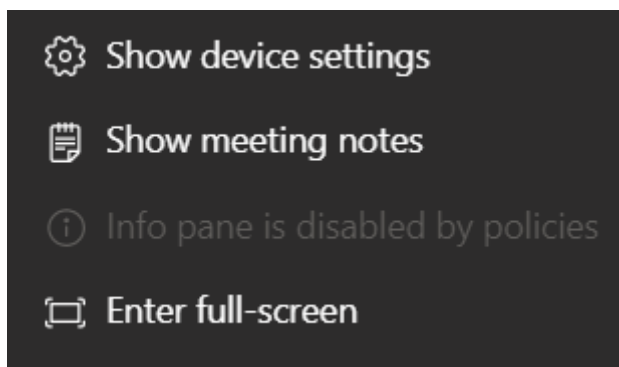 Show device settings
Show meeting notes
Info pane is disabled by policies
Enter full-screen